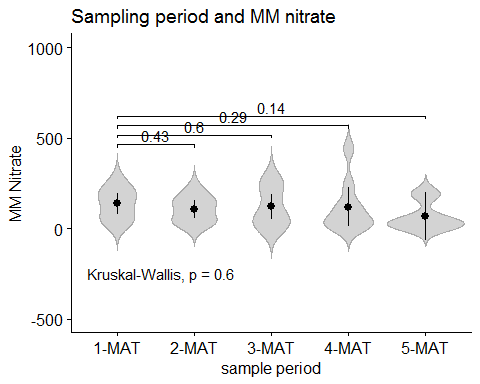 Sampling period and MM nitrate
1000
500
0
-500
MM Nitrate
0.14
0.29
0.6
0.43
Kruskal-Wallis, p = 0.6
1-MAT 2-MAT 3-MAT 4-MAT 5-MAT
sample period